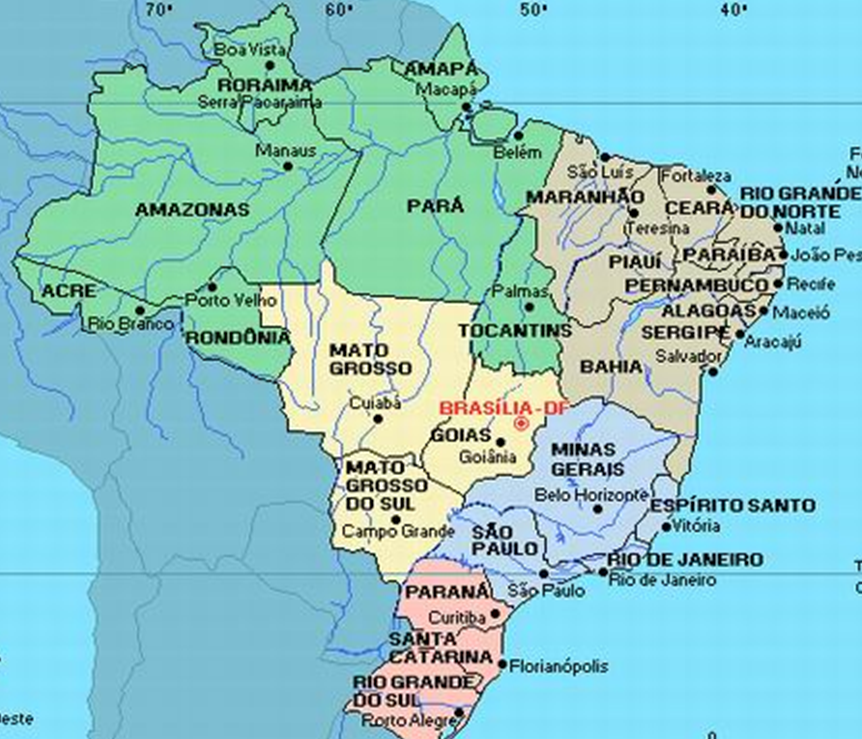 70°
60°
50°
40°
Boa Vista
RORAIMA
Serra Pacaraima
AMAPÁ
Macapá
Manaus
Belém
São Luís
Fortaleza
AMAZONAS
PARÁ
MARANHÃO
Teresina
CEARÁ
RIO GRANDE
DO NORTE
Natal
PIAUÍ
PARAÍBA
João Pes
ACRE
Rio Branco
Porto Velho
RONDÔNIA
Palmas
TOCANTINS
PERNAMBUCO
Recife
ALAGOAS
Maceió
SERGIPE
Aracajú
Salvador
BAHIA
MATO
GROSSO
Cuiabá
BRASÍLIA-DF
GOIAS
Goiânia
MINAS
GERAIS
Belo Horizonte
MATO
GROSSO
DO SUL
Campo Grande
ESPÍRITO SANTO
Vitória
SÃO
PAULO
São Paulo
RIO DE JANEIRO
Rio de Janeiro
PARANÁ
Curitiba
SANTA
CATARINA
Florianópolis
RIO GRANDE
DO SUL
Porto Alegre
este